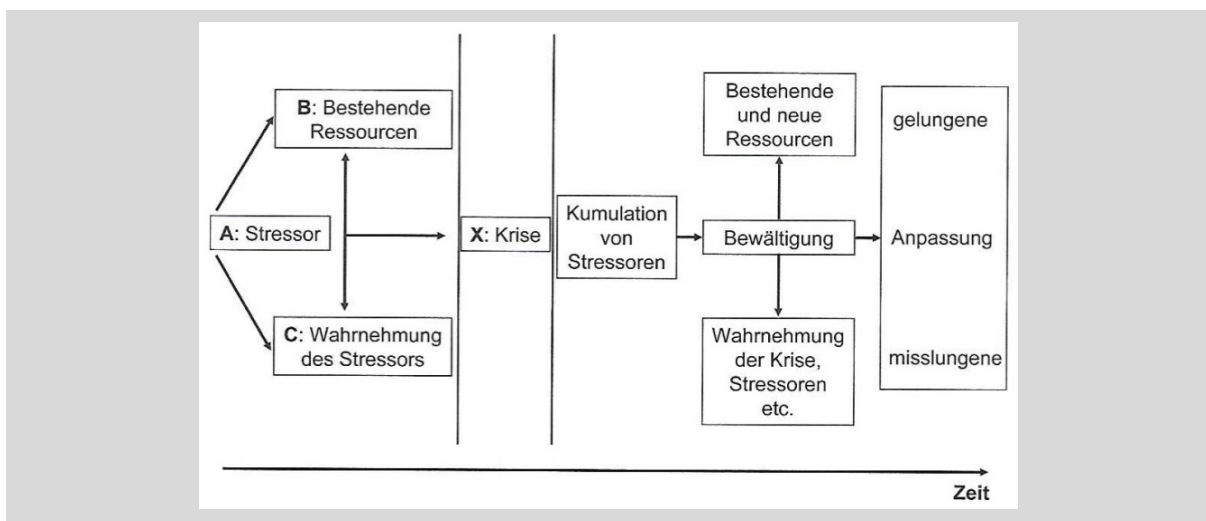 B: Bestehende
Ressourcen
A: Stressor
C: Wahrnehmung
des Stressors
X: Krise
Kumulation
von
Stressoren
Bestehende
und neue
Ressourcen
Bewältigung
Wahrnehmung
der Krise,
Stressoren
etc.
gelungene
Anpassung
misslungene
Zeit